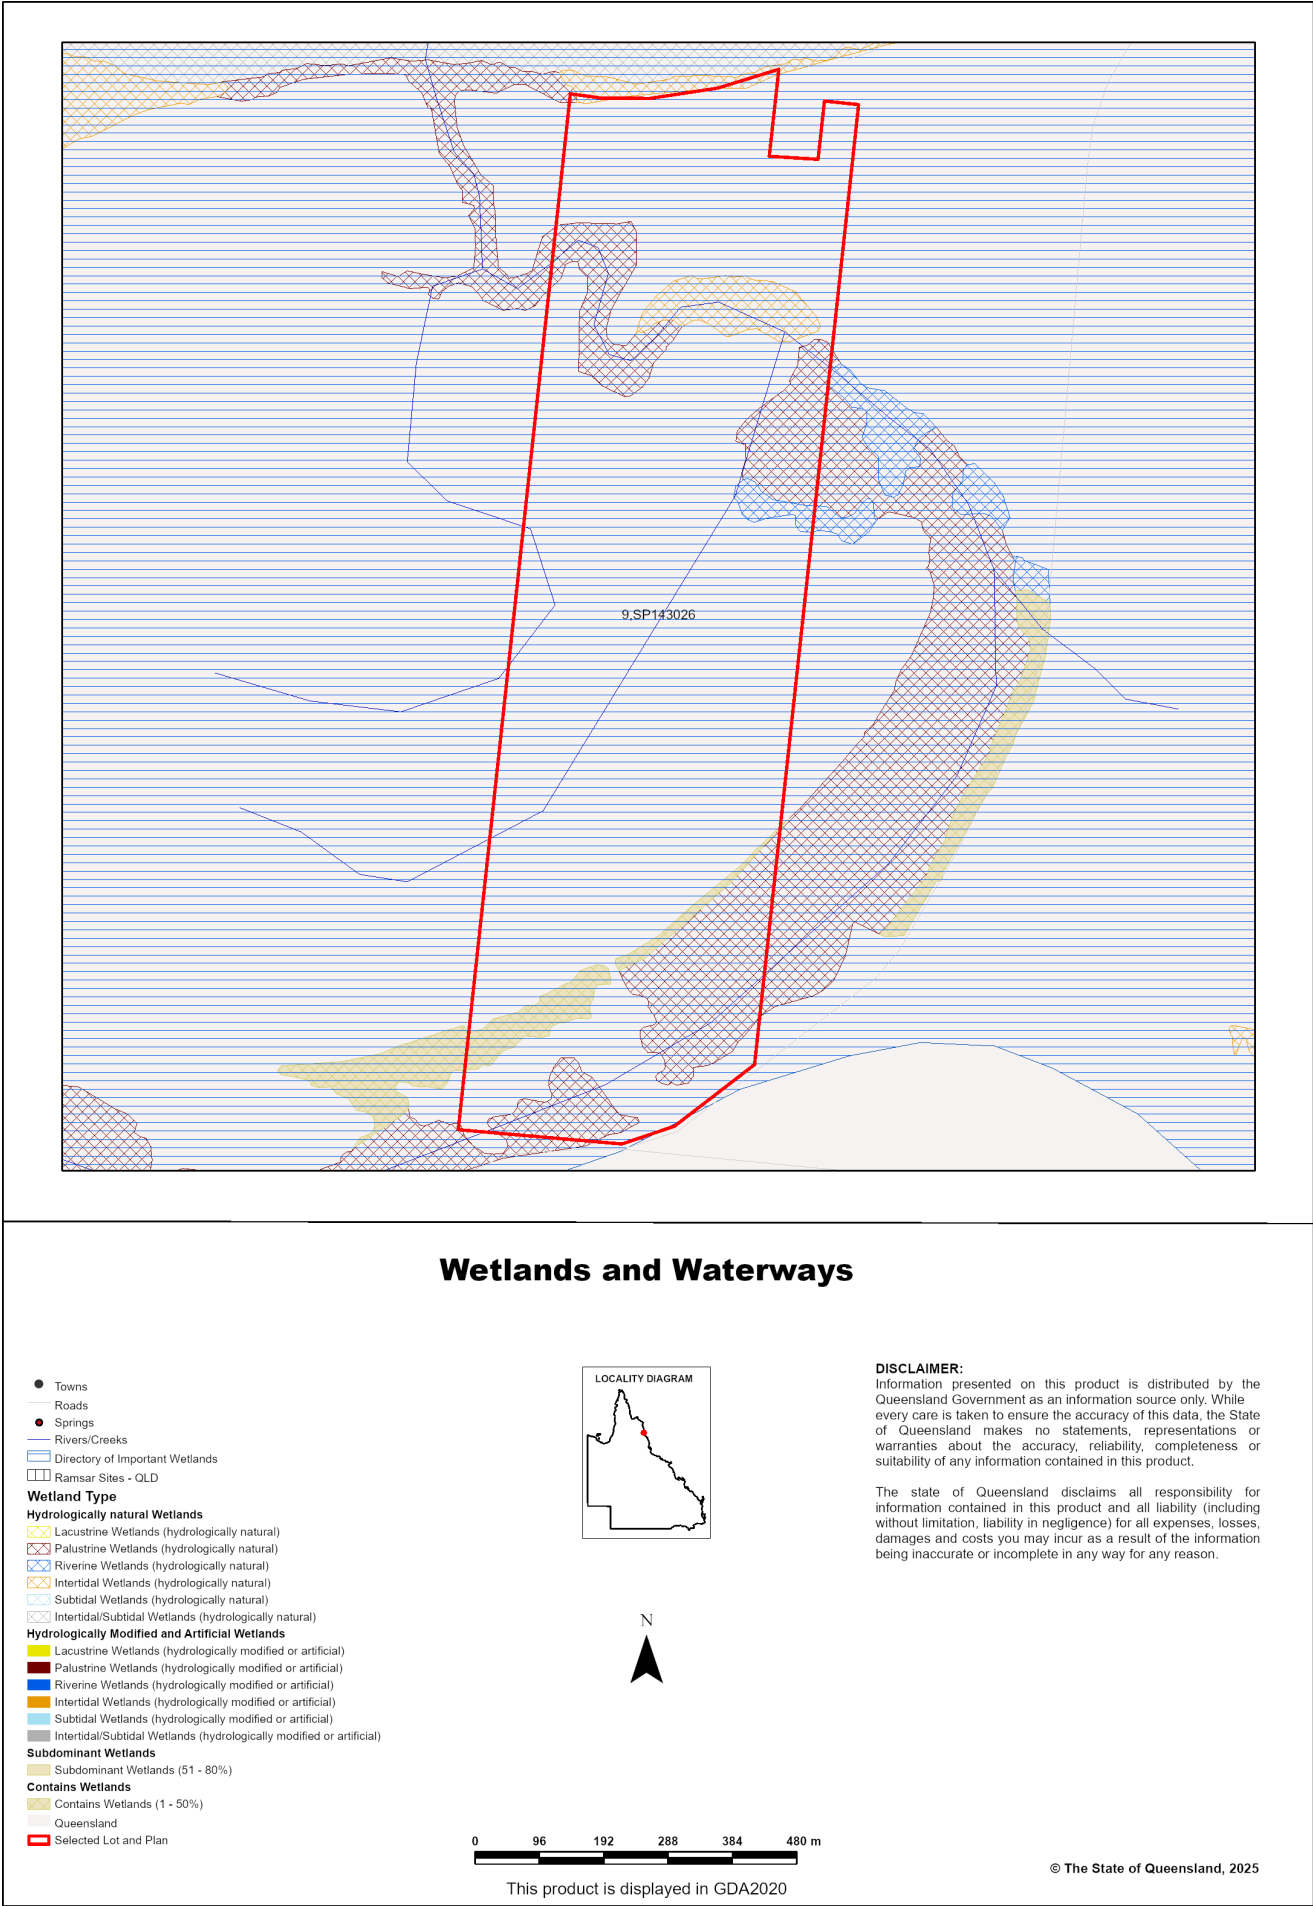 9,SP143026
Wetlands and Waterways
Towns
Roads
Springs
Rivers/Creeks
Directory of Important Wetlands
Ramsar Sites - QLD
Wetland Type
Hydrologically natural Wetlands
Lacustrine Wetlands (hydrologically natural)
Palustrine Wetlands (hydrologically natural)
Riverine Wetlands (hydrologically natural)
Intertidal Wetlands (hydrologically natural)
Subtidal Wetlands (hydrologically natural)
Intertidal/Subtidal Wetlands (hydrologically natural)
Hydrologically Modified and Artificial Wetlands
Lacustrine Wetlands (hydrologically modified or artificial)
Palustrine Wetlands (hydrologically modified or artificial)
Riverine Wetlands (hydrologically modified or artificial)
Intertidal Wetlands (hydrologically modified or artificial)
Subtidal Wetlands (hydrologically modified or artificial)
Intertidal/Subtidal Wetlands (hydrologically modified or artificial)
Subdominant Wetlands
Subdominant Wetlands (51 - 80%)
Contains Wetlands
Contains Wetlands (1 - 50%)
Queensland
Selected Lot and Plan
LOCALITY DIAGRAM
N
0 96 192 288 384 480 m
This product is displayed in GDA2020
DISCLAIMER:
Information presented on this product is distributed by the
Queensland Government as an information source only. While
every care is taken to ensure the accuracy of this data, the State
of Queensland makes no statements, representations or
warranties about the accuracy, reliability, completeness or
suitability of any information contained in this product.
The state of Queensland disclaims all responsibility for
information contained in this product and all liability (including
without limitation, liability in negligence) for all expenses, losses,
damages and costs you may incur as a result of the information
being inaccurate or incomplete in any way for any reason.
© The State of Queensland, 2025